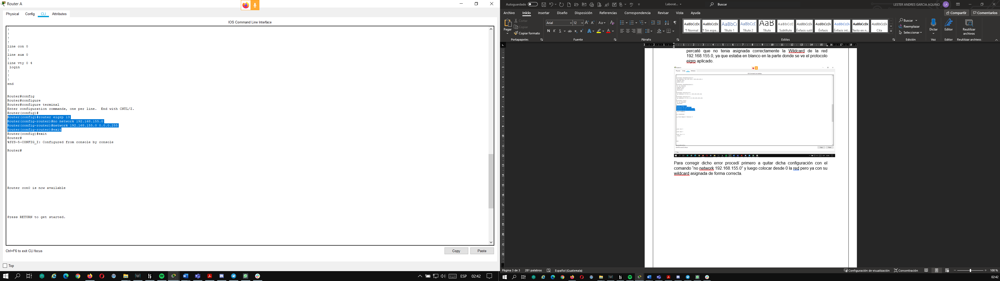 Router A
Physical Config CLI Attributes
IOS Command Line Interface
!
!
!
!
line con 0
!
line aux 0
!
line vty 0 4
login
!
!
!
end
Router#config
Router#configure
Router#configure terminal
Enter configuration commands, one per line. End with CNTL/Z.
Router(config)#
Router(config)#router eigrp 13
Router(config-router)#no network 192.168.155.0
Router(config-router)#network 192.168.155.0 0.0.0.255
Router(config-router)#exit
Router(config)#exit
Router#
%SYS-5-CONFIG_I: Configured from console by console
Router#
Router con0 is now available
Press RETURN to get started.
Ctrl+F6 to exit CLI focus
Copy Paste
Top
ESP 02:42
Autoguardado
Laborat...
Buscar
LESTER ANDRES GARCIA AQUINO LA
Archivo Inicio Insertar Diseño Disposición Referencias Correspondencia Revisar Vista Ayuda
Compartir Comentarios
Pegar
Cortar
Copiar
Copiar formato
Portapapeles
Arial 12
N K S
Fuente
Párrafo
¶ Normal
¶ Sin espa...
Título 1
Título 2
Título
Subtítulo
Énfasis sutil
Énfasis
Énfasis int...
Texto en n...
Cita
Estilos
Buscar
Reemplazar
Seleccionar
Edición
Dictar
Voz
Editor
Editor
Reutilizar archivos
Reutilizar archivos
percaté que no tenia asignada correctamente la Wildcard de la red
192.168.155.0, ya que estaba en blanco en la parte donde se ve el protocolo
eigrp aplicado.
Para corregir dicho error procedí primero a quitar dicha configuración con el
comando “no network 192.168.155.0” y luego colocar desde 0 la red pero ya con su
wildcard asignada de forma correcta.
Página 3 de 3 281 palabras Español (Guatemala)
Configuración de visualización Concentración 100 %
02:42